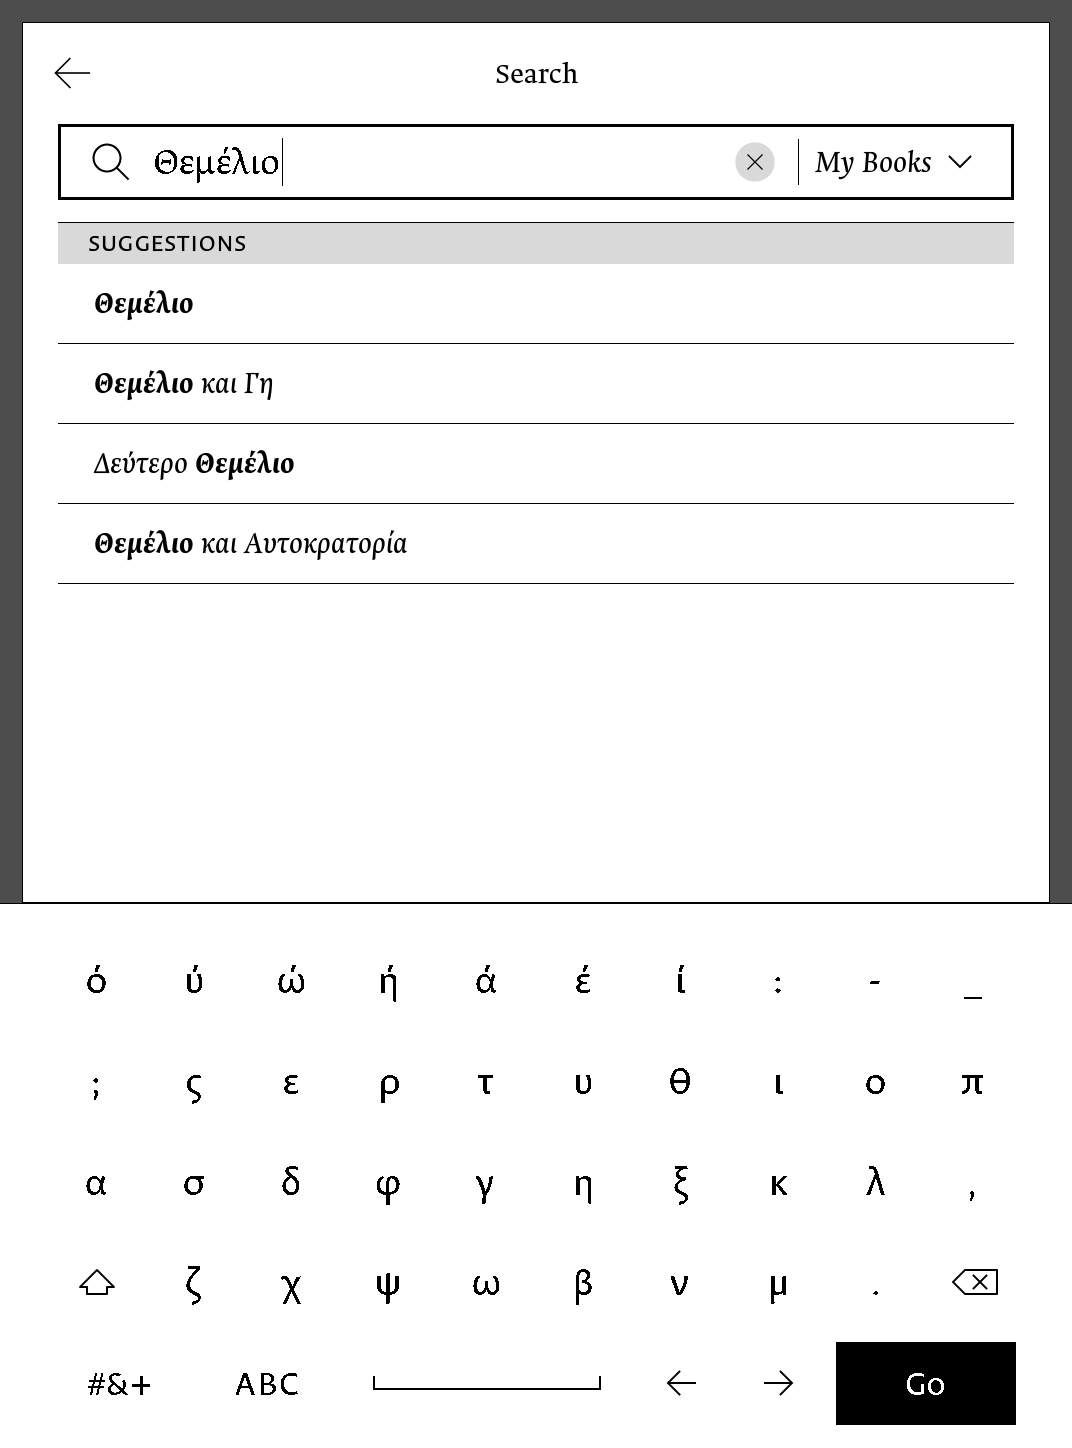 Search
Θεμέλιο My Books
SUGGESTIONS
Θεμέλιο
Θεμέλιο και Γη
Δεύτερο Θεμέλιο
Θεμέλιο και Αυτοκρατορία
ό ύ ώ ή ά έ ί : - _
; ς ε ρ τ υ θ ι ο π
α σ δ φ γ η ξ κ λ ,
ζ χ ψ ω β ν μ .
#&+ ABC Go